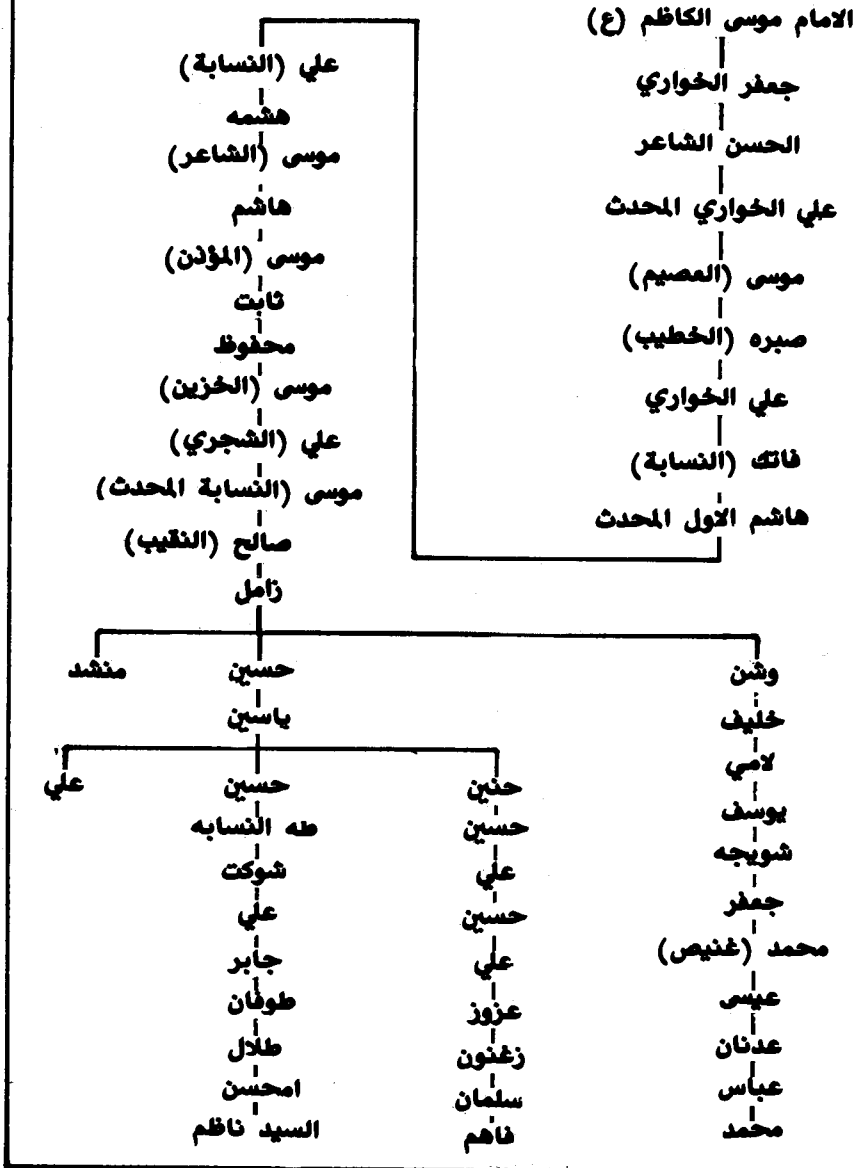 الامام موسى الكاظم (ع)
جعفر الخواري
الحسن الشاعر
علي الخواري المحدث
موسى (العصيم)
صبره (الخطيب)
علي الخواري
فاتك (النسابة)
هاشم الاول المحدث
علي (النسابة)
هشمه
موسى (الشاعر)
هاشم
موسى (المؤذن)
ثابت
محفوظ
موسى (الخزين)
علي (الشجري)
موسى (النسابة المحدث)
صالح (النقيب)
زامل
وشن
خليف
لامي
يوسف
شويجه
جعفر
محمد (غنيص)
عيسى
عدنان
عباس
محمد
حسين
ياسين
حنين
حسين
علي
حسين
علي
عزوز
زغنون
سلمان
فاهم
حسين
طه النسابه
شوكت
علي
جابر
طوفان
طلال
امحسن
السيد ناظم
علي
منشد